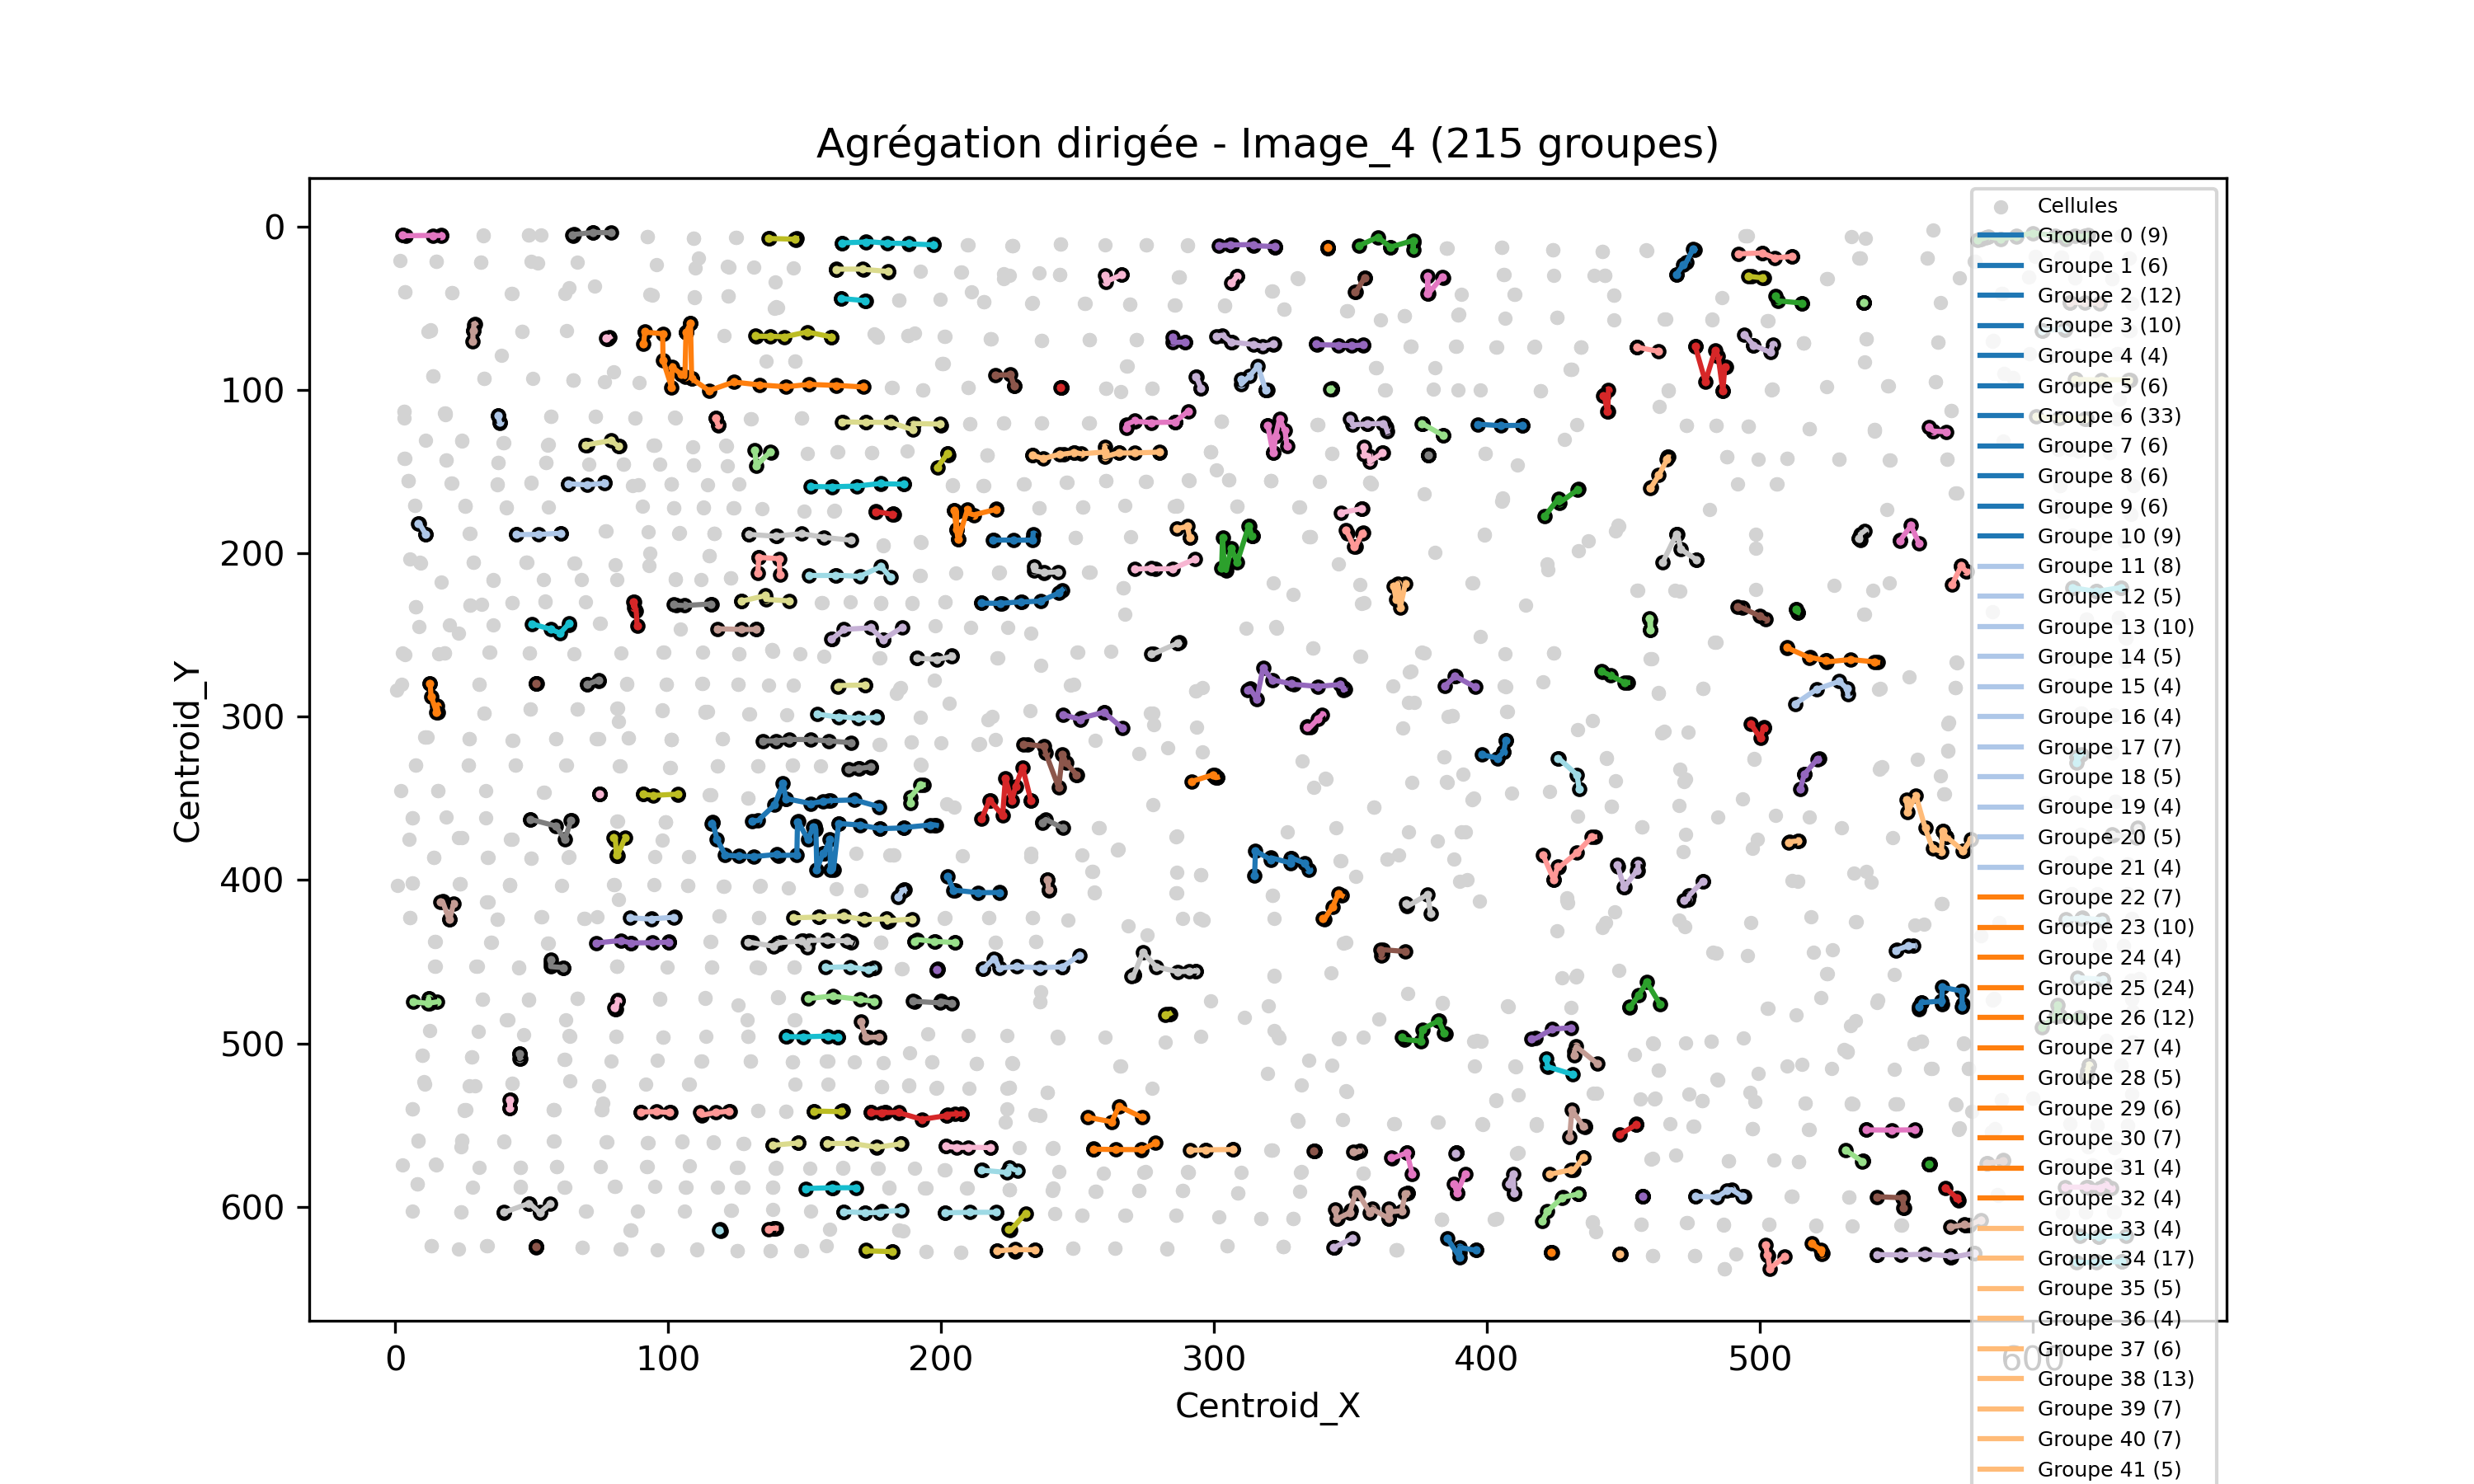 Agrégation dirigée - Image_4 (215 groupes)
Centroid_Y
0
100
200
300
400
500
600
0
100
200
300
400
500
600
Centroid_X
Cellules
Groupe 0 (9)
Groupe 1 (6)
Groupe 2 (12)
Groupe 3 (10)
Groupe 4 (4)
Groupe 5 (6)
Groupe 6 (33)
Groupe 7 (6)
Groupe 8 (6)
Groupe 9 (6)
Groupe 10 (9)
Groupe 11 (8)
Groupe 12 (5)
Groupe 13 (10)
Groupe 14 (5)
Groupe 15 (4)
Groupe 16 (4)
Groupe 17 (7)
Groupe 18 (5)
Groupe 19 (4)
Groupe 20 (5)
Groupe 21 (4)
Groupe 22 (7)
Groupe 23 (10)
Groupe 24 (4)
Groupe 25 (24)
Groupe 26 (12)
Groupe 27 (4)
Groupe 28 (5)
Groupe 29 (6)
Groupe 30 (7)
Groupe 31 (4)
Groupe 32 (4)
Groupe 33 (4)
Groupe 34 (17)
Groupe 35 (5)
Groupe 36 (4)
Groupe 37 (6)
Groupe 38 (13)
Groupe 39 (7)
Groupe 40 (7)
Groupe 41 (5)